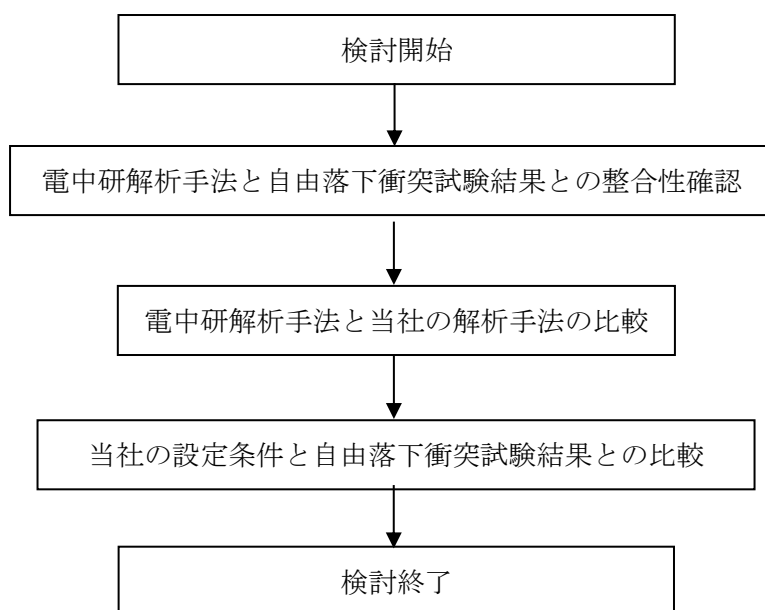 検討開始
電中研解析手法と自由落下衝突試験結果との整合性確認
電中研解析手法と当社の解析手法の比較
当社の設定条件と自由落下衝突試験結果との比較
検討終了